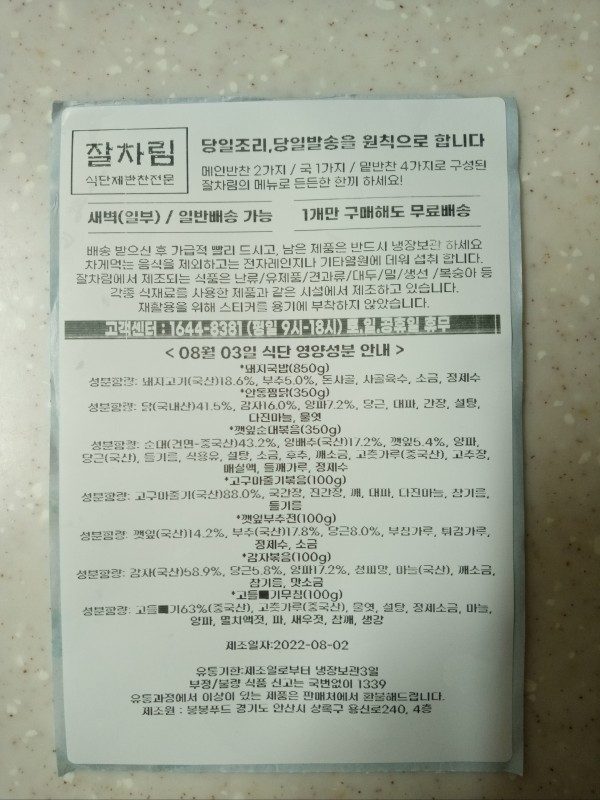 잘차림
식단제반찬전문
당일조리,당일발송을 원칙으로 합니다
메인반찬 2가지 / 국 1가지 / 밑반찬 4가지로 구성된
잘차림의 메뉴로 든든한 한끼 하세요!
새벽(일부) / 일반배송 가능
1개만 구매해도 무료배송
배송 받으신 후 가급적 빨리 드시고, 남은 제품은 반드시 냉장보관 하세요
차게먹는 음식을 제외하고는 전자레인지나 기타열원에 데워 섭취 합니다.
잘차림에서 제조되는 식품은 난류/유제품/견과류/대두/밀/생선 /복숭아 등
각종 식재료를 사용한 제품과 같은 시설에서 제조하고 있습니다.
재활용을 위해 스티커를 용기에 부착하지 않았습니다.
고객센터 : 1644-8381 (평일 9시-18시) 토,일,공휴일 휴무
< 08월 03일 식단 영양성분 안내 >
*돼지국밥(850g)
성분함량: 돼지고기(국산)18.6%, 부추5.0%, 돈사골, 사골육수, 소금, 정제수
*안동찜닭(350g)
성분함량: 닭(국내산)41.5%, 감자16.0%, 양파7.2%, 당근, 대파, 간장, 설탕,
다진마늘, 물엿
*깻잎순대볶음(350g)
성분함량: 순대(건면-중국산)43.2%, 양배추(국산)17.2%, 깻잎5.4%, 양파,
당근(국산), 들기름, 식용유, 설탕, 소금, 후추, 깨소금, 고춧가루(중국산), 고추장,
매실액, 들깨가루, 정제수
*고구마줄기볶음(100g)
성분함량: 고구마줄기(국산)88.0%, 국간장, 진간장, 깨, 대파, 다진마늘, 참기름,
들기름
*깻잎부추전(100g)
성분함량: 깻잎(국산)14.2%, 부추(국산)17.8%, 당근8.0%, 부침가루, 튀김가루,
정제수, 소금
*감자볶음(100g)
성분함량: 감자(국산)58.9%, 당근5.8%, 양파17.2%, 청피망, 마늘(국산), 깨소금,
참기름, 맛소금
*고들■기무침(100g)
성분함량: 고들■기63%(중국산), 고춧가루(중국산), 물엿, 설탕, 정제소금, 마늘,
양파, 멸치액젓, 파, 새우젓, 참깨, 생강
제조일자:2022-08-02
유통기한:제조일로부터 냉장보관3일
부정/불량 식품 신고는 국번없이 1399
유통과정에서 이상이 있는 제품은 판매처에서 환불해드립니다.
제조원 : 봉봉푸드 경기도 안산시 상록구 용신로240, 4층